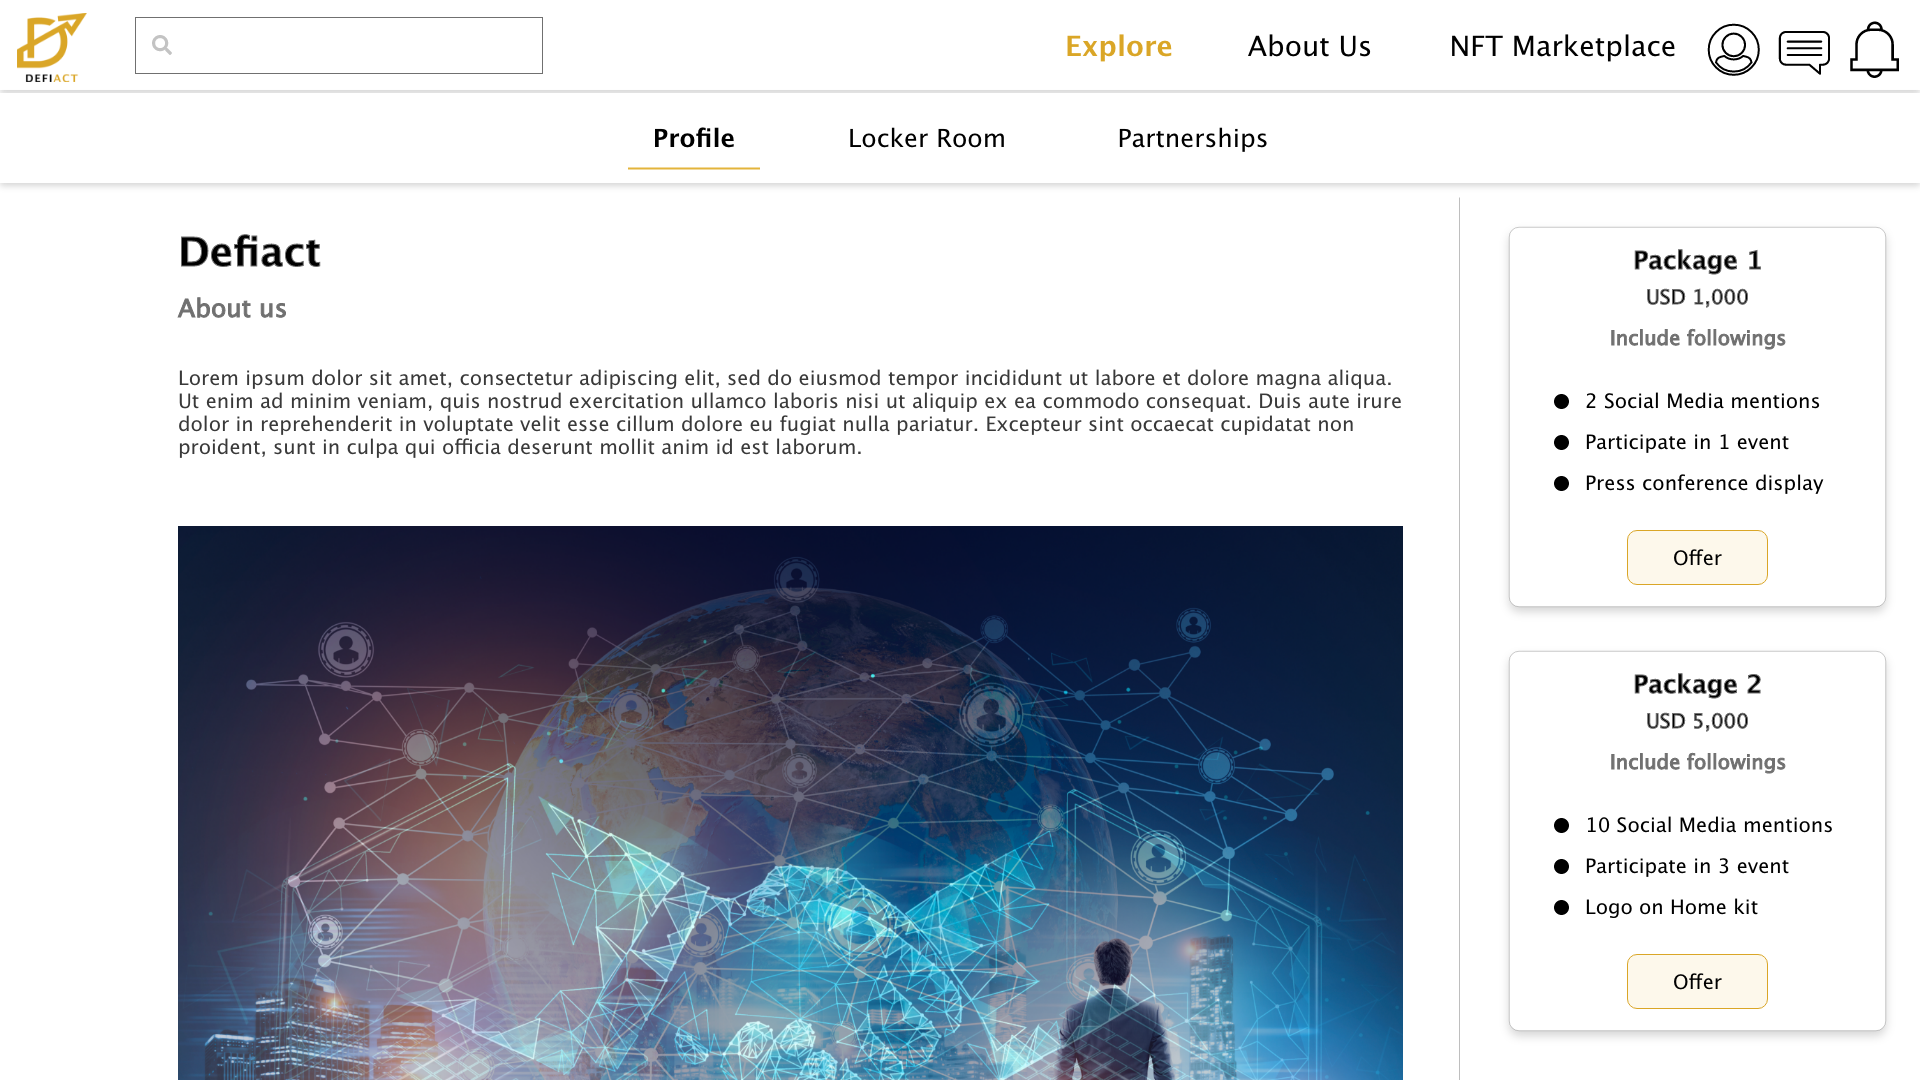 DEFIACT
Explore
About Us
NFT Marketplace
Profile
Locker Room
Partnerships
Defiact
About us
Lorem ipsum dolor sit amet, consectetur adipiscing elit, sed do eiusmod tempor incididunt ut labore et dolore magna aliqua.
Ut enim ad minim veniam, quis nostrud exercitation ullamco laboris nisi ut aliquip ex ea commodo consequat. Duis aute irure
dolor in reprehenderit in voluptate velit esse cillum dolore eu fugiat nulla pariatur. Excepteur sint occaecat cupidatat non
proident, sunt in culpa qui officia deserunt mollit anim id est laborum.
Package 1
USD 1,000
Include followings
2 Social Media mentions
Participate in 1 event
Press conference display
Offer
Package 2
USD 5,000
Include followings
10 Social Media mentions
Participate in 3 event
Logo on Home kit
Offer